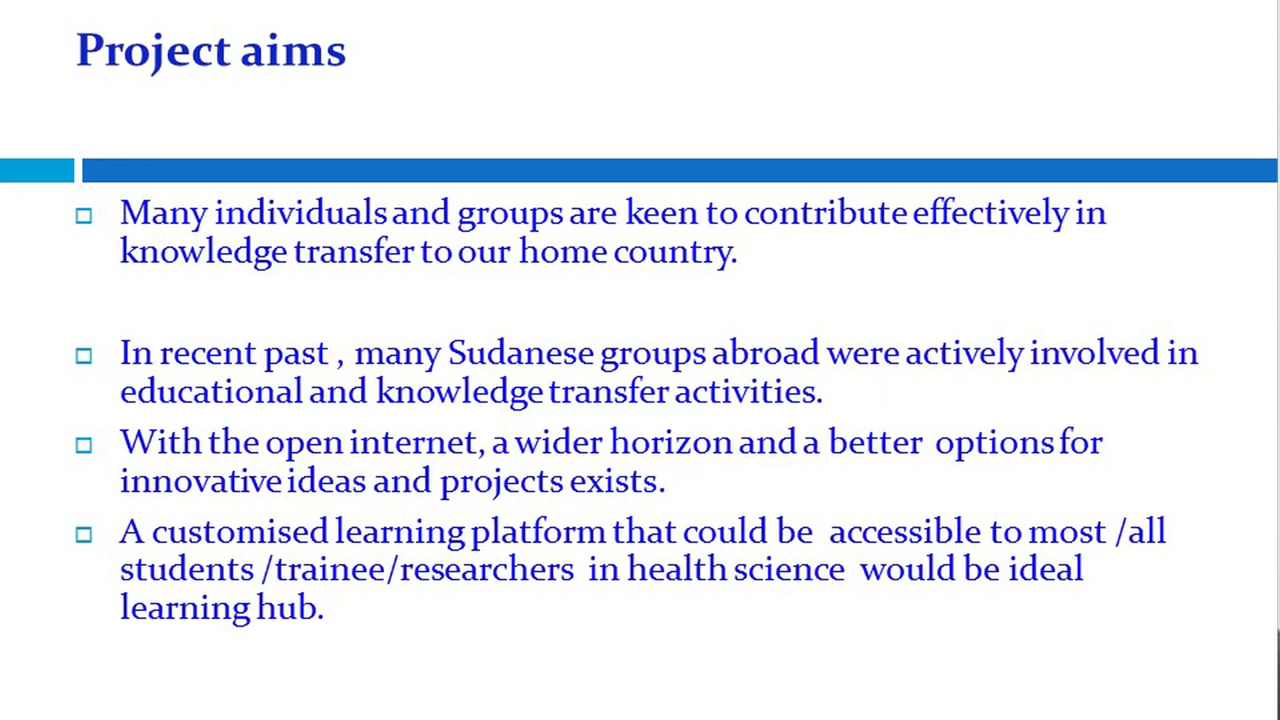 Project aims
Many individuals and groups are keen to contribute effectively in
knowledge transfer to our home country.
In recent past , many Sudanese groups abroad were actively involved in
educational and knowledge transfer activities.
With the open internet, a wider horizon and a better options for
innovative ideas and projects exists.
A customised learning platform that could be accessible to most /all
students /trainee/researchers in health science would be ideal
learning hub.